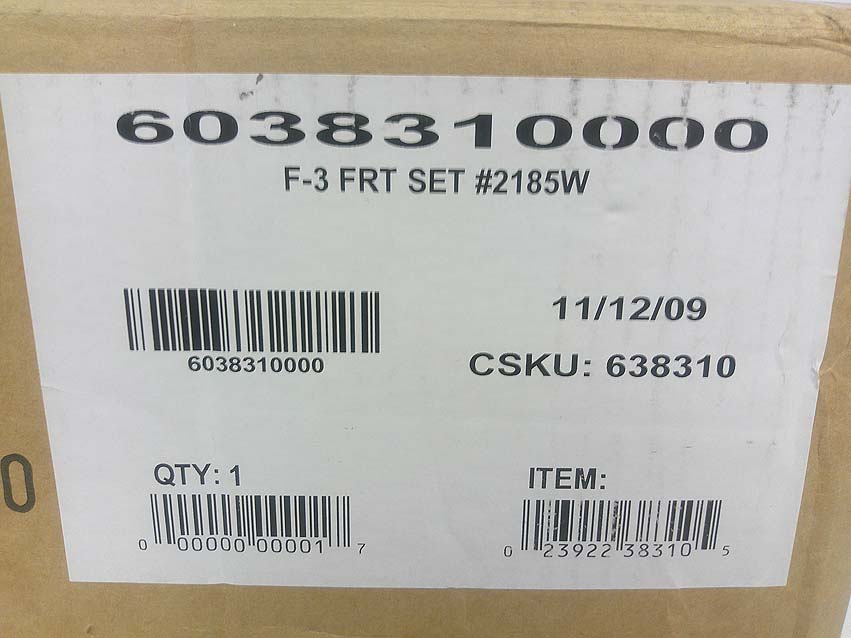 6038310000
F-3 FRT SET #2185W
11/12/09
6038310000
CSKU: 638310
QTY: 1
ITEM:
0 00000 00001 7
0 23922 38310 5
0